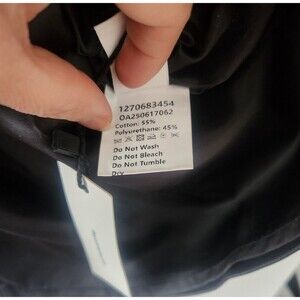 1270683454
OA250617062
Cotton: 55%
Polyurethane: 45%
Do Not Wash
Do Not Bleach
Do Not Tumble
Dry